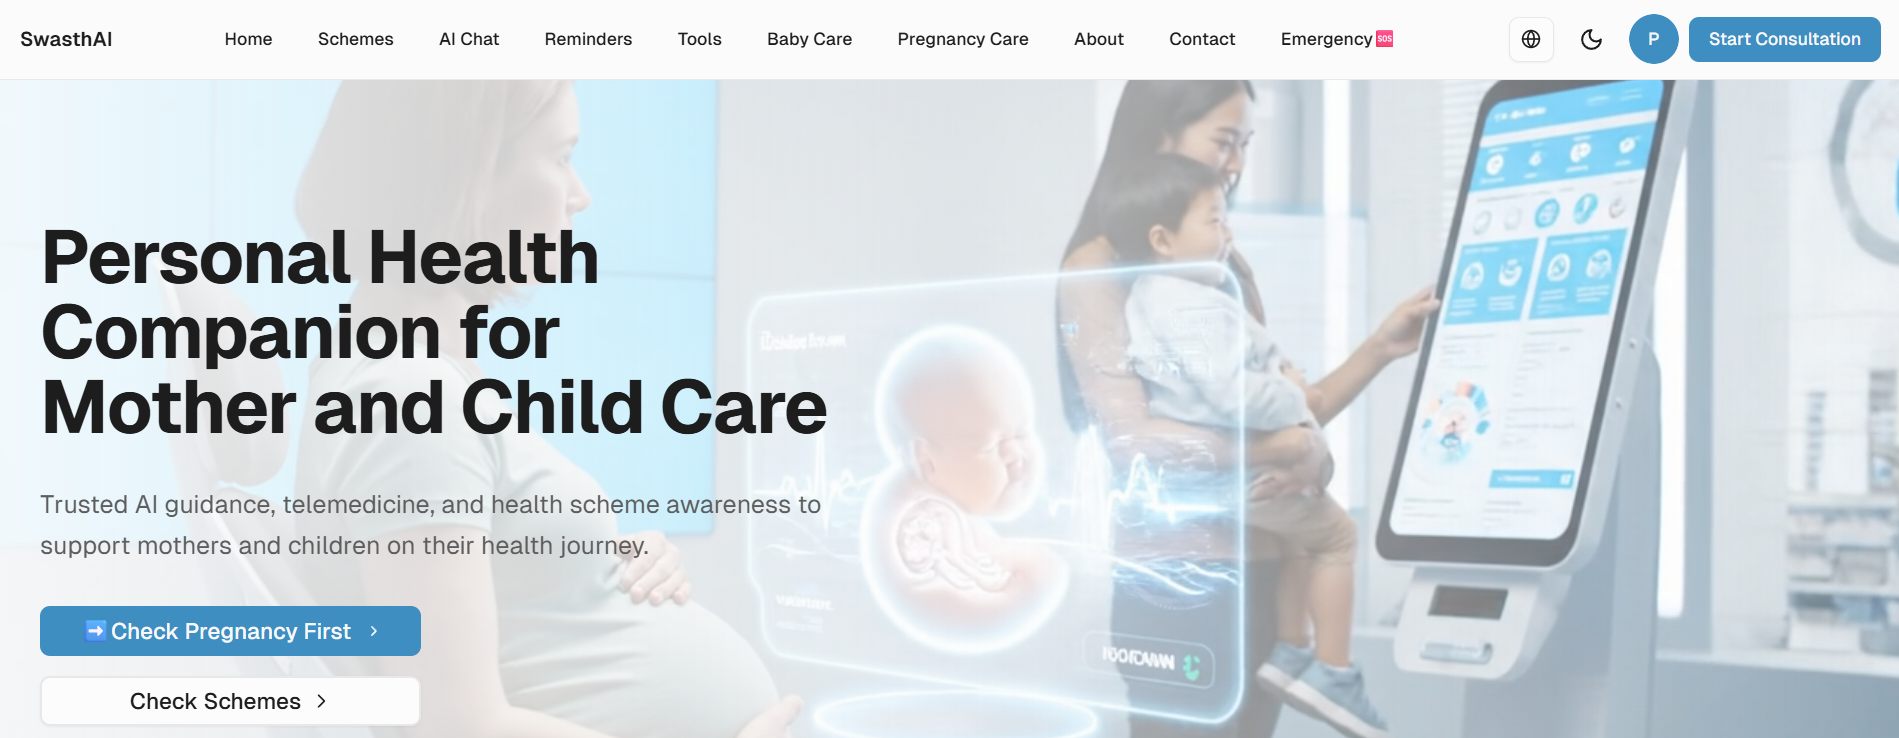 SwasthAI
Home
Schemes
AI Chat
Reminders
Tools
Baby Care
Pregnancy Care
About
Contact
Emergency🆘
P
Start Consultation
Personal Health
Companion for
Mother and Child Care
Trusted AI guidance, telemedicine, and health scheme awareness to
support mothers and children on their health journey.
➡️Check Pregnancy First
Check Schemes